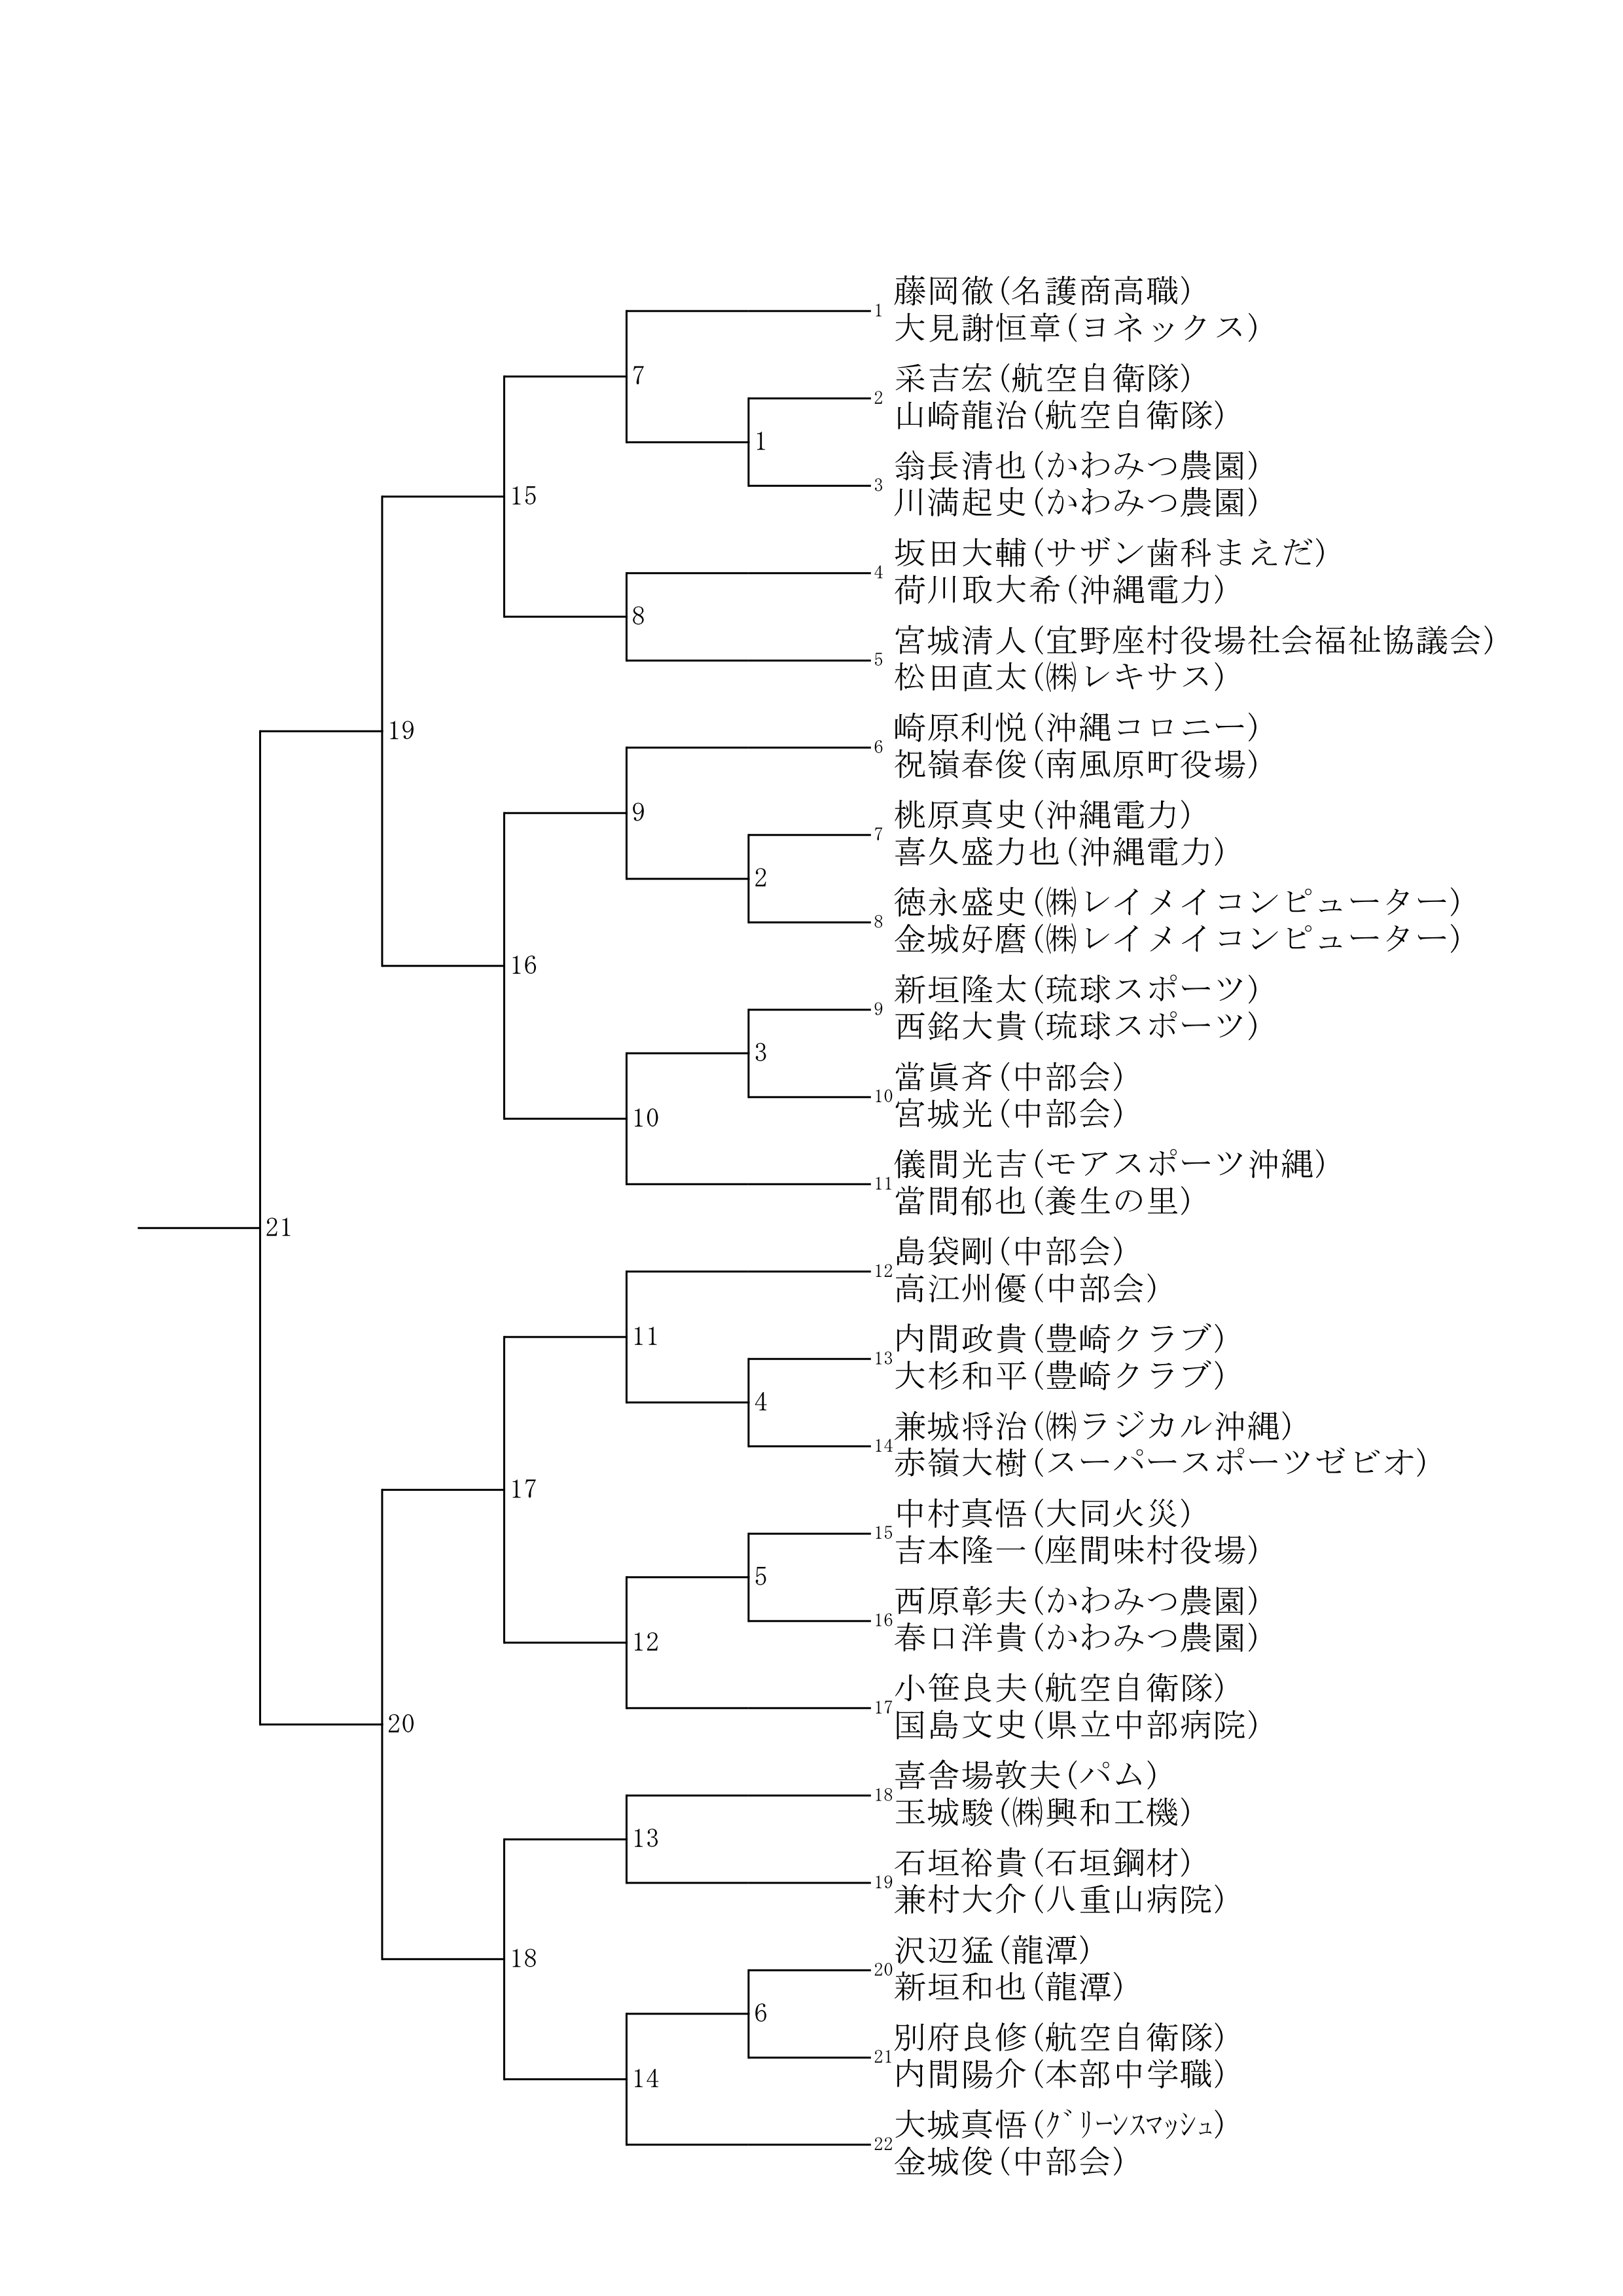 藤岡徹(名護商高職)
1
大見謝恒章(ヨネックス)
7
采吉宏(航空自衛隊)
2
山崎龍治(航空自衛隊)
1
翁長清也(かわみつ農園)
3
川満起史(かわみつ農園)
15
坂田大輔(サザン歯科まえだ)
4
荷川取大希(沖縄電力)
8
宮城清人(宜野座村役場社会福祉協議会)
5
松田直太(㈱レキサス)
19
崎原利悦(沖縄コロニー)
6
祝嶺春俊(南風原町役場)
9
桃原真史(沖縄電力)
7
喜久盛力也(沖縄電力)
2
徳永盛史(㈱レイメイコンピューター)
8
金城好麿(㈱レイメイコンピューター)
16
新垣隆太(琉球スポーツ)
9
西銘大貴(琉球スポーツ)
3
當眞斉(中部会)
10
宮城光(中部会)
10
儀間光吉(モアスポーツ沖縄)
11
當間郁也(養生の里)
21
島袋剛(中部会)
12
高江州優(中部会)
11
内間政貴(豊崎クラブ)
13
大杉和平(豊崎クラブ)
4
兼城将治(㈱ラジカル沖縄)
14
赤嶺大樹(スーパースポーツゼビオ)
17
中村真悟(大同火災)
15
吉本隆一(座間味村役場)
5
西原彰夫(かわみつ農園)
16
春口洋貴(かわみつ農園)
12
小笹良夫(航空自衛隊)
17
国島文史(県立中部病院)
20
喜舎場敦夫(パム)
18
玉城駿(㈱興和工機)
13
石垣裕貴(石垣鋼材)
19
兼村大介(八重山病院)
18
沢辺猛(龍潭)
20
新垣和也(龍潭)
6
別府良修(航空自衛隊)
21
内間陽介(本部中学職)
14
大城真悟(ｸﾞﾘｰﾝｽﾏｯｼｭ)
22
金城俊(中部会)